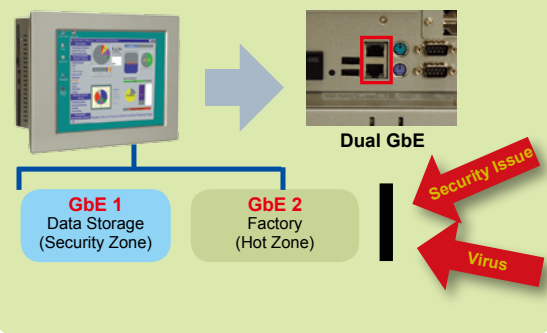 Dual GbE
Security Issue
GbE 1
Data Storage
(Security Zone)
GbE 2
Factory
(Hot Zone)
Virus